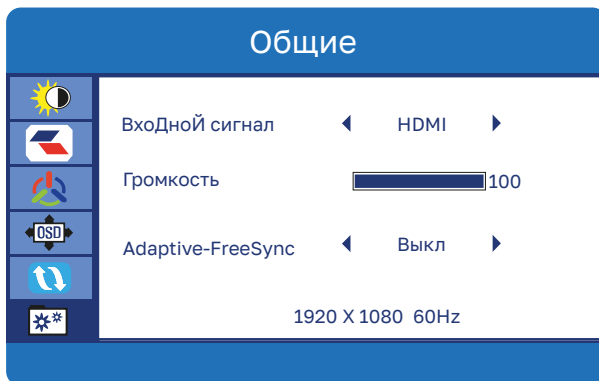 Общие
ВхоДноЙ сигнал HDMI
Громкость 100
OSD
Adaptive-FreeSync Выкл
1920 X 1080 60Hz